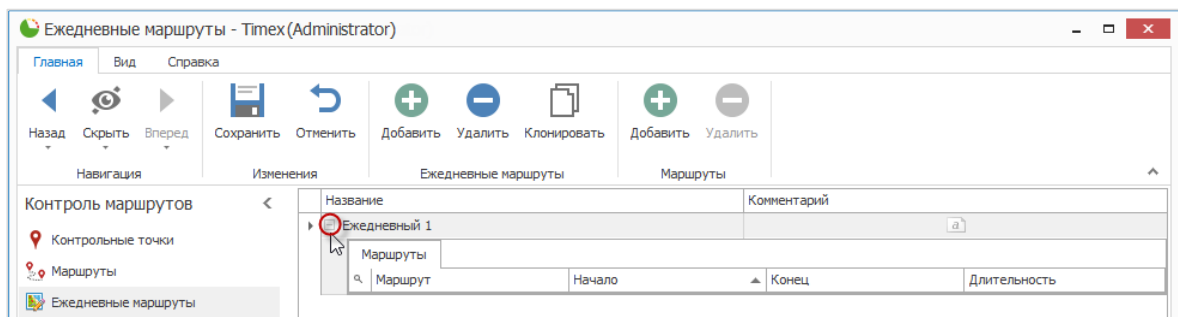 Ежедневные маршруты - Timex (Administrator)
Главная Вид Справка
Назад Скрыть Вперед Сохранить Отменить Добавить Удалить Клонировать Добавить Удалить
Навигация Изменения Ежедневные маршруты Маршруты
Контроль маршрутов
Название Комментарий
Ежедневный 1 a
Контрольные точки
Маршруты
Маршруты
Маршрут Начало Конец Длительность
Ежедневные маршруты